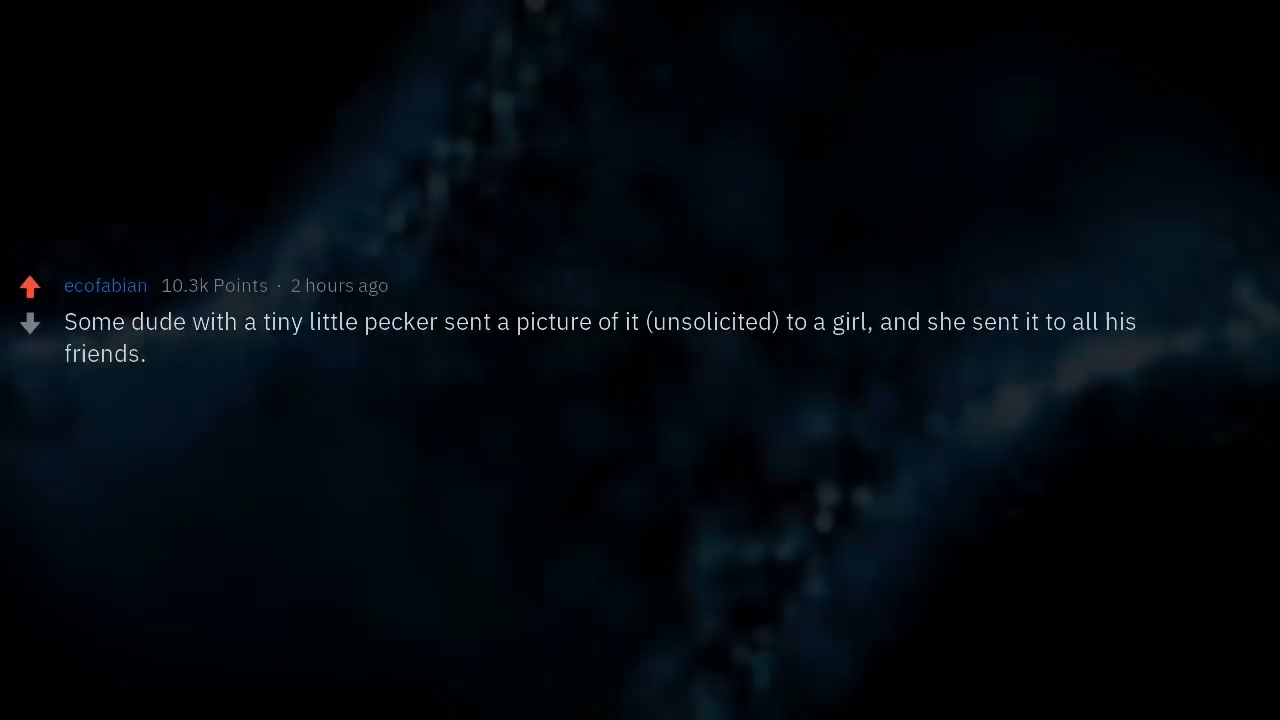 ecofabian 10.3k Points · 2 hours ago
Some dude with a tiny little pecker sent a picture of it (unsolicited) to a girl, and she sent it to all his
friends.